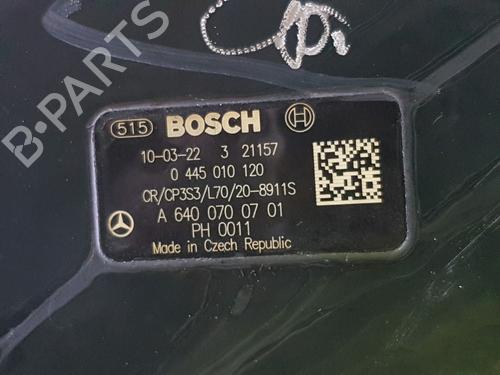 515 BOSCH
10-03-22 3 21157
0 445 010 120
CR/CP3S3/L70/20-8911S
A 640 070 07 01
PH 0011
Made in Czech Republic
B-PARTS